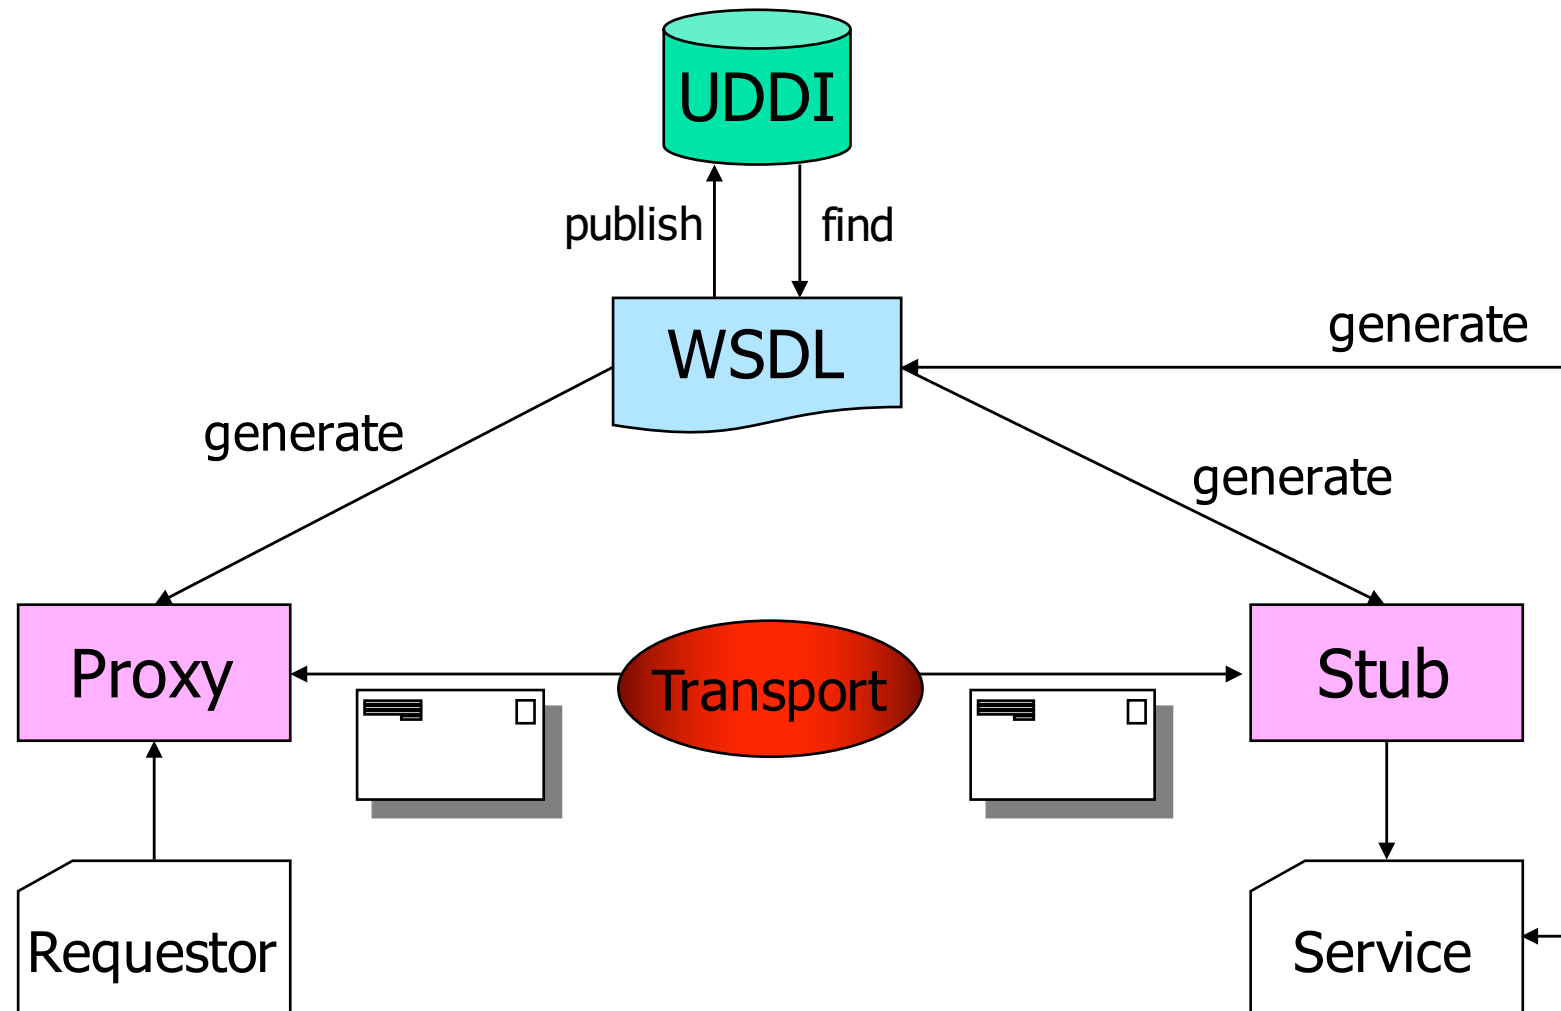 UDDI
publish
find
WSDL
generate
generate
generate
Proxy
Transport
Stub
Requestor
Service